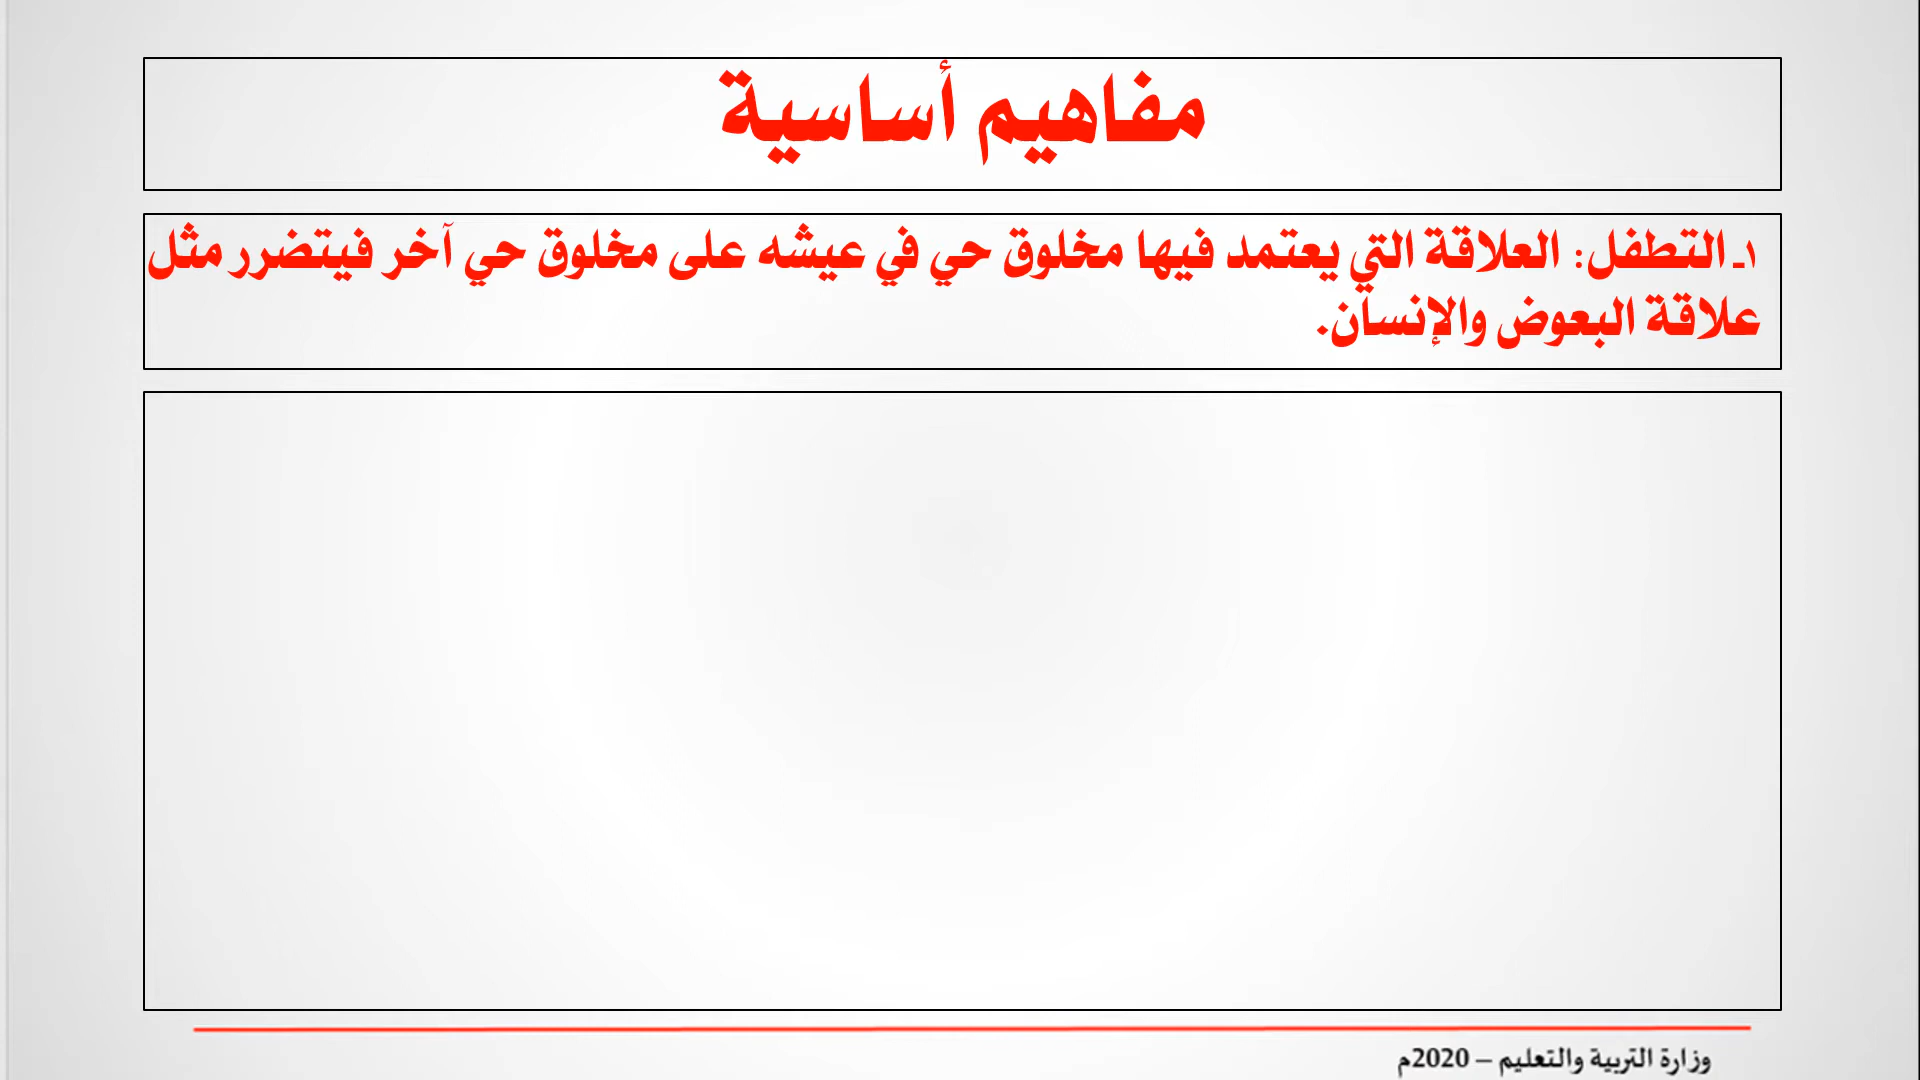 مفاهيم أساسية
١ـ التطفل: العلاقة التي يعتمد فيها مخلوق حي في عيشه على مخلوق حي آخر فيتضرر مثل
علاقة البعوض والإنسان.
وزارة التربية والتعليم – 2020م